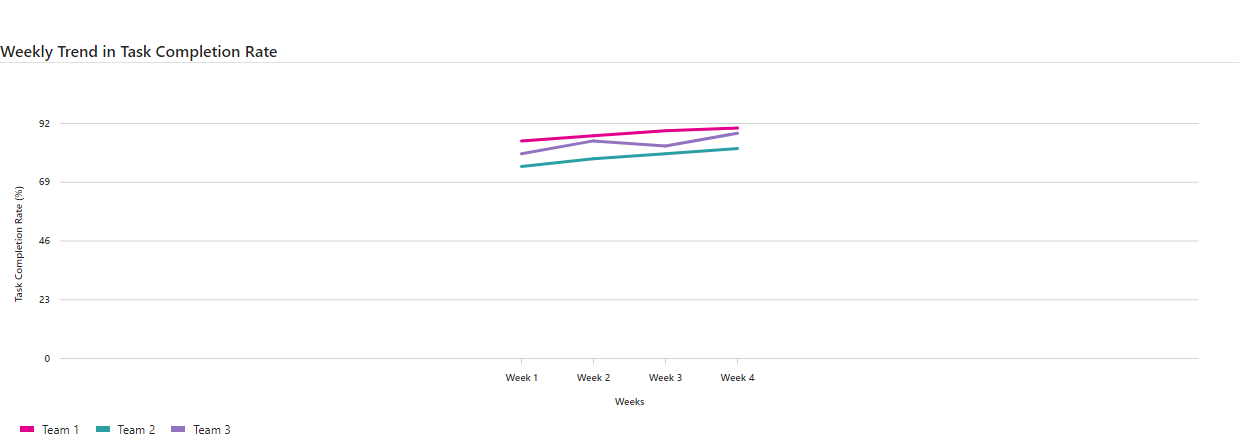 Weekly Trend in Task Completion Rate
92
69
46
23
0
Task Completion Rate (%)
Week 1 Week 2 Week 3 Week 4
Weeks
Team 1 Team 2 Team 3